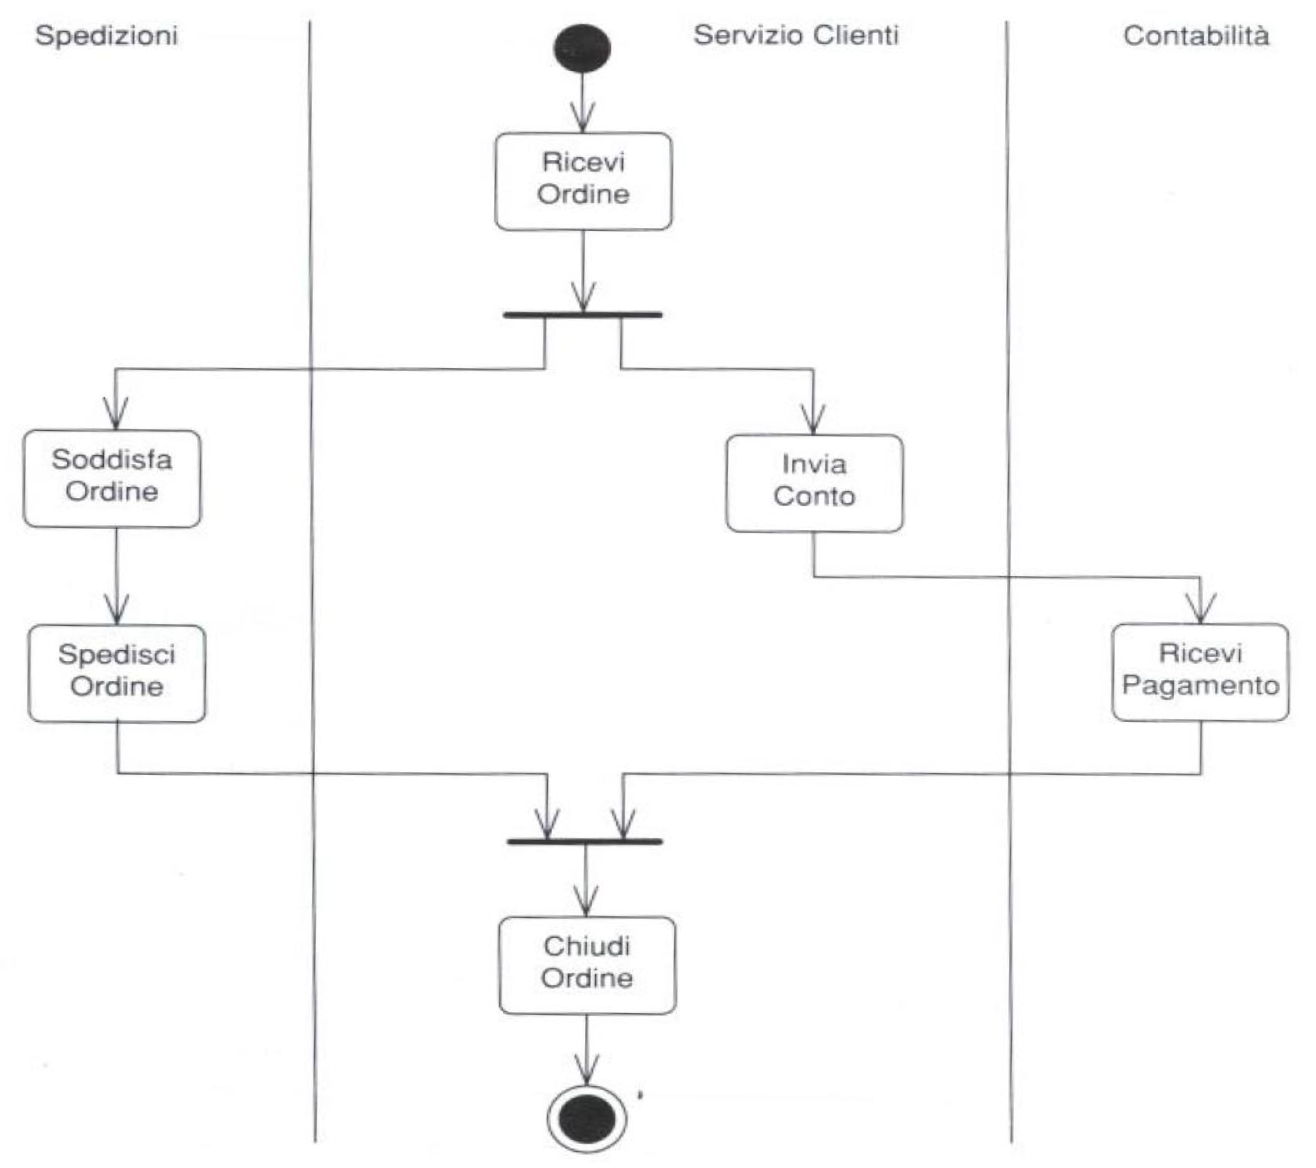 Spedizioni
Servizio Clienti
Contabilità
Ricevi
Ordine
Soddisfa
Ordine
Invia
Conto
Spedisci
Ordine
Ricevi
Pagamento
Chiudi
Ordine